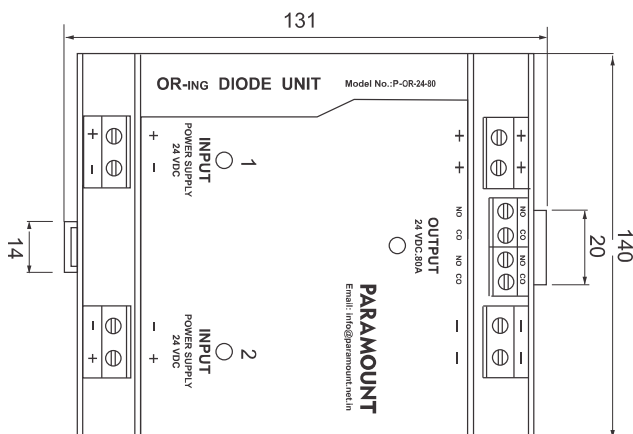 131
OR-ING DIODE UNIT
Model No.:P-OR-24-80
+
-
+
-
1
INPUT
POWER SUPPLY
24 VDC
+
+
+
+
NO
CO
NO
CO
NO
CO
NO
CO
OUTPUT
24 VDC.80A
14
20
140
PARAMOUNT
Email: info@paramount.net.in
-
+
-
+
2
INPUT
POWER SUPPLY
24 VDC
-
-
-
-